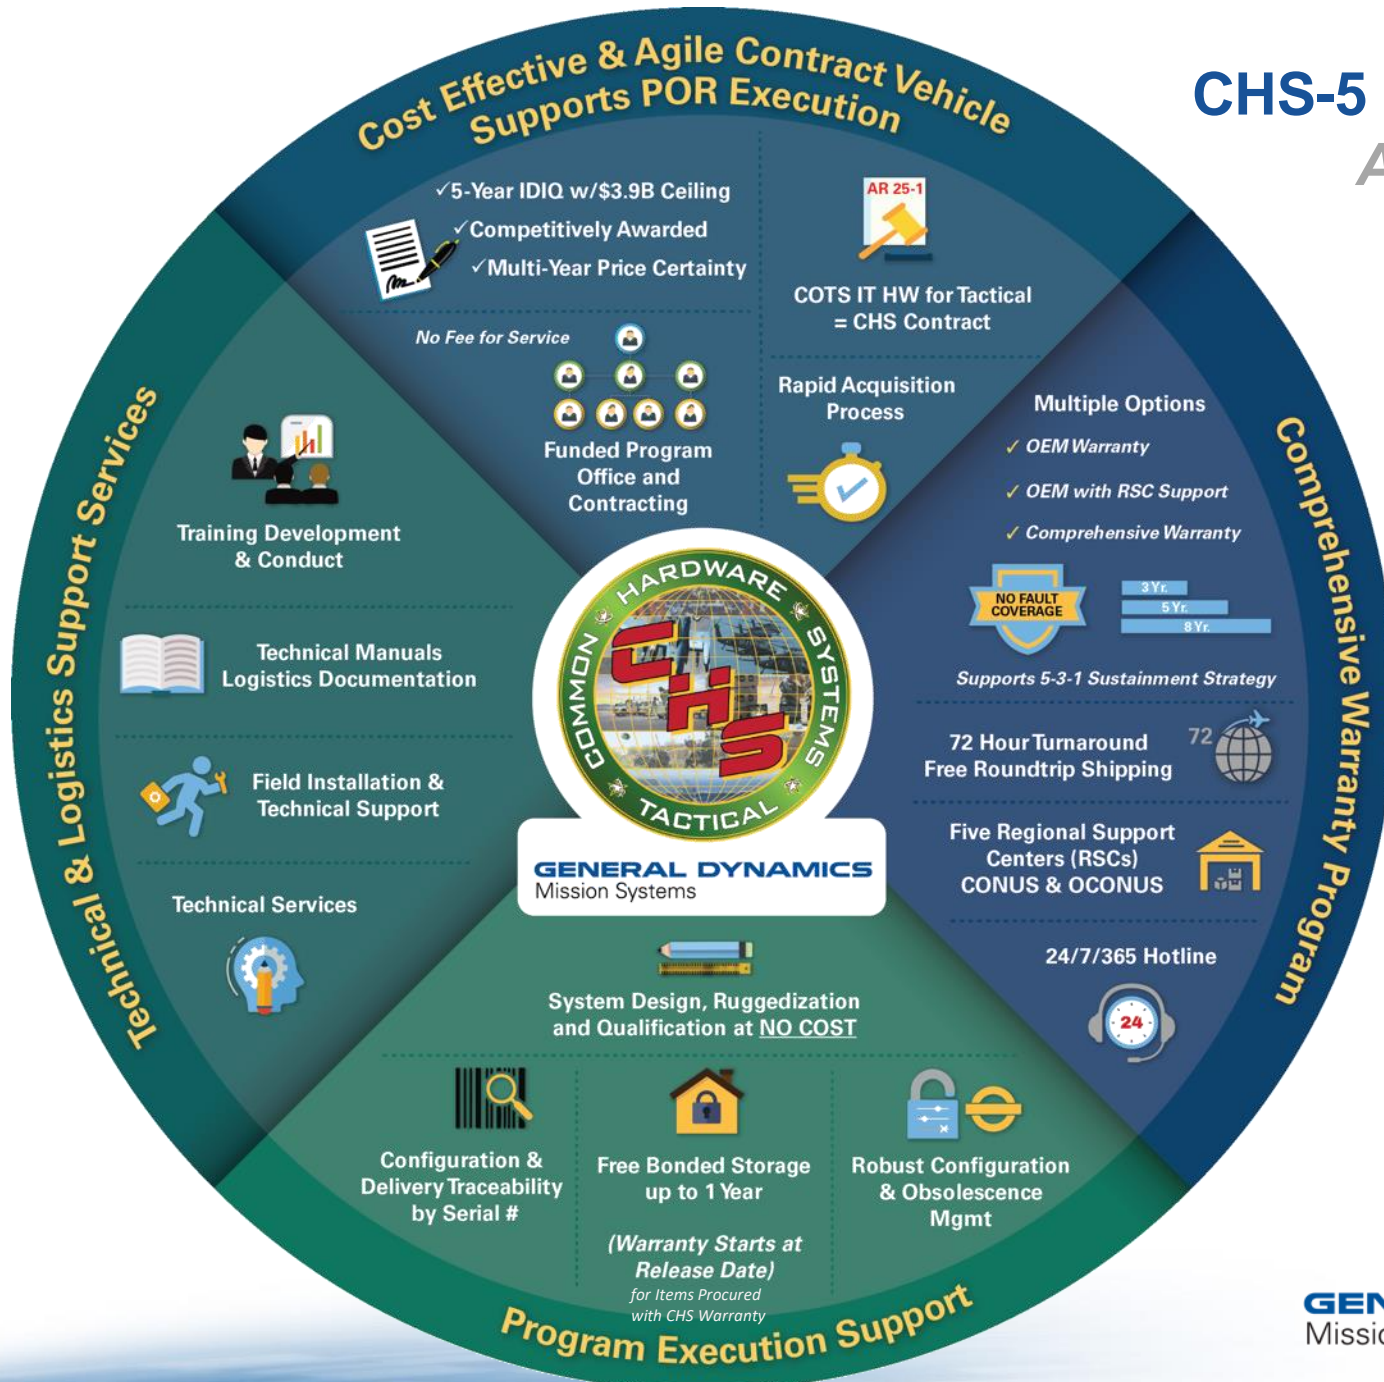 CHS-5
A
Cost Effective & Agile Contract Vehicle
Supports POR Execution
✓5-Year IDIQ w/$3.9B Ceiling
✓Competitively Awarded
✓Multi-Year Price Certainty
No Fee for Service
Funded Program
Office and
Contracting
AR 25-1
COTS IT HW for Tactical
= CHS Contract
Rapid Acquisition
Process
Comprehensive Warranty Program
Multiple Options
✓ OEM Warranty
✓ OEM with RSC Support
✓ Comprehensive Warranty
NO FAULT
COVERAGE
3 Yr.
5 Yr.
8 Yr.
Supports 5-3-1 Sustainment Strategy
72 Hour Turnaround
Free Roundtrip Shipping
72
Five Regional Support
Centers (RSCs)
CONUS & OCONUS
24/7/365 Hotline
24
Technical & Logistics Support Services
Training Development
& Conduct
Technical Manuals
Logistics Documentation
Field Installation &
Technical Support
Technical Services
COMMON HARDWARE SYSTEMS
TACTICAL
CHS
GENERAL DYNAMICS
Mission Systems
System Design, Ruggedization
and Qualification at NO COST
Configuration &
Delivery Traceability
by Serial #
Free Bonded Storage
up to 1 Year
(Warranty Starts at
Release Date)
for Items Procured
with CHS Warranty
Robust Configuration
& Obsolescence
Mgmt
Program Execution Support
GEN
Missi